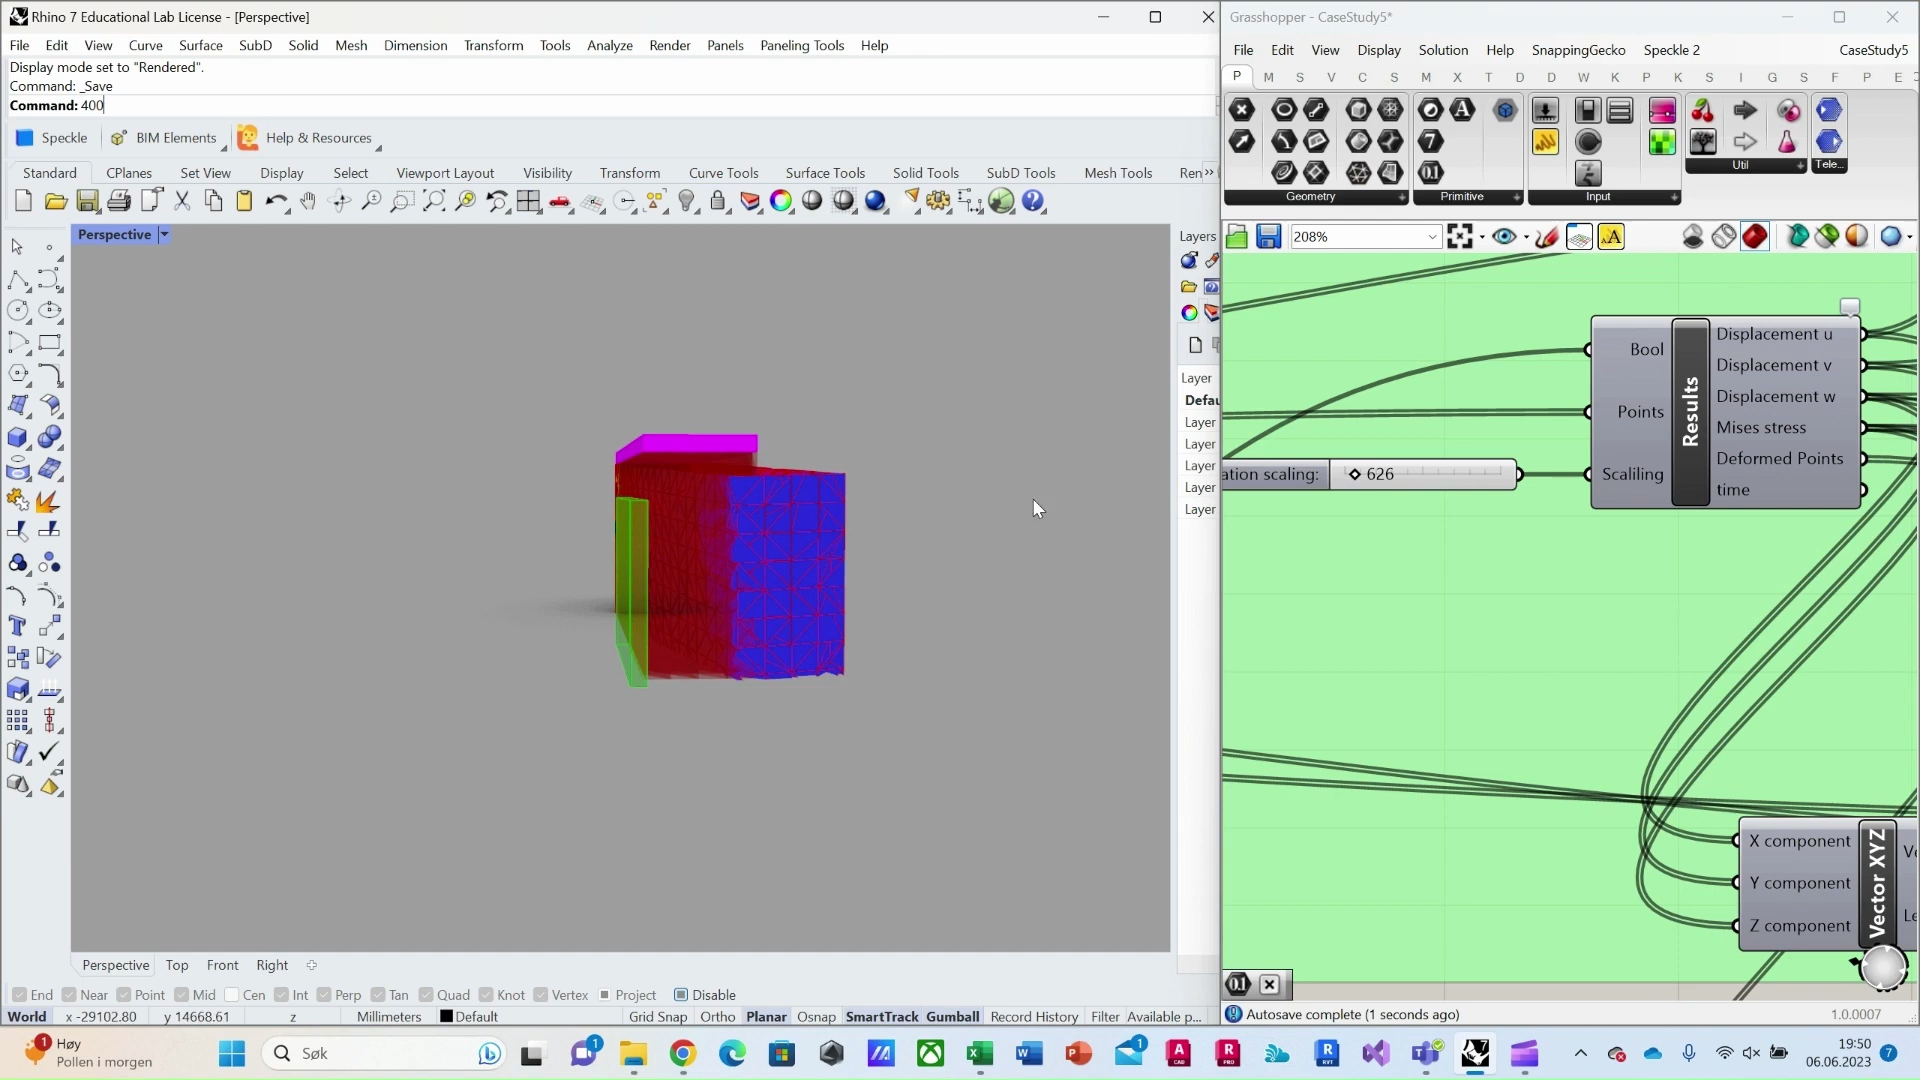 Rhino 7 Educational Lab License - [Perspective]
File Edit View Curve Surface SubD Solid Mesh Dimension Transform Tools Analyze Render Panels Paneling Tools Help
Display mode set to "Rendered".
Command: _Save
Command: 400
Speckle BIM Elements Help & Resources
Standard CPlanes Set View Display Select Viewport Layout Visibility Transform Curve Tools Surface Tools Solid Tools SubD Tools Mesh Tools Ren
Perspective
Layers
Layer
Defau
Layer
Layer
Layer
Layer
Layer
Perspective Top Front Right
End Near Point Mid Cen Int Perp Tan Quad Knot Vertex Project Disable
World x -29102.80 y 14668.61 z Millimeters Default Grid Snap Ortho Planar Osnap SmartTrack Gumball Record History Filter Available p...
Grasshopper - CaseStudy5*
File Edit View Display Solution Help SnappingGecko Speckle 2 CaseStudy5
P M S V C S M X T D D W K P K S I G S F P E
Geometry Primitive Input Util Tele...
208%
Bool
Points
Scaliling
Results
Displacement u
Displacement v
Displacement w
Mises stress
Deformed Points
time
ation scaling: 626
X component
Y component
Z component
Vector XYZ
Ve
Le
Autosave complete (1 seconds ago) 1.0.0007
1
Høy
Pollen i morgen
Søk
19:50
06.06.2023
7